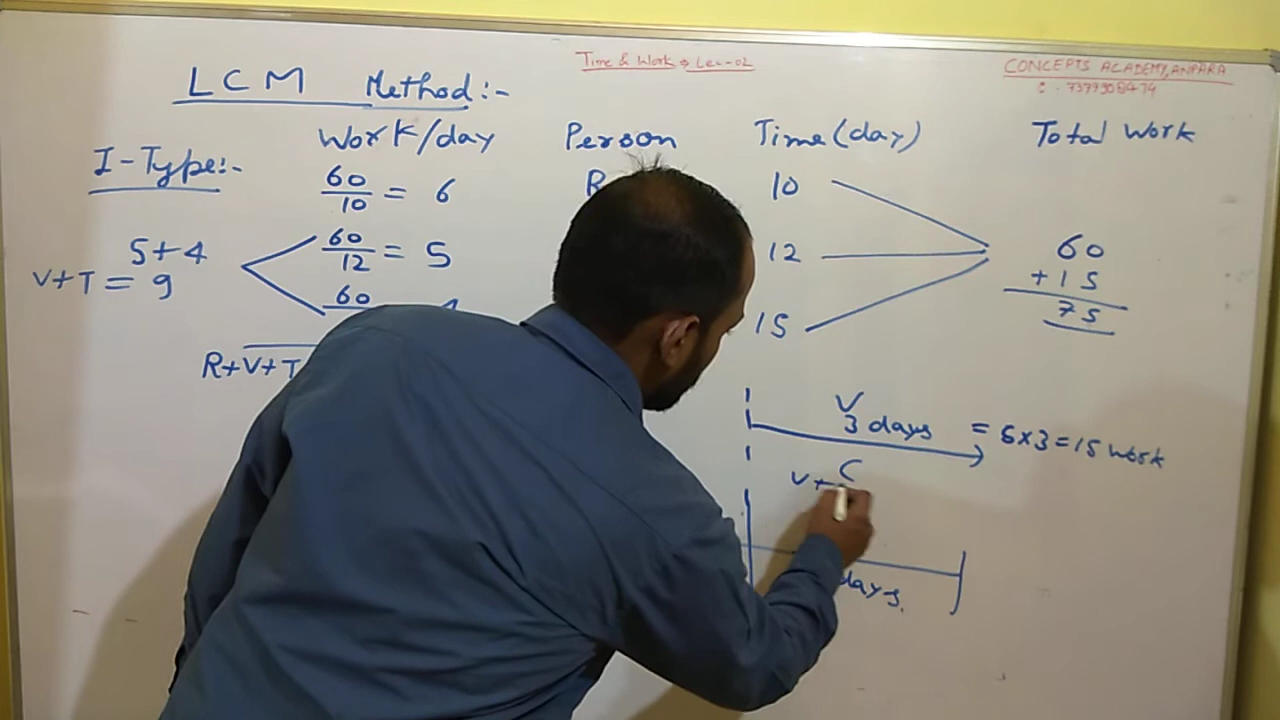 Time & Work Lec-02
CONCEPTS ACADEMY, ANPARA
LCM Method:-
I-Type:-
Work/day Person Time(day) Total Work
60/10 = 6 R 10
60/12 = 5 12 60
5+4 +15
V+T = 9 75
60 15
R+V+T
V
3 days = 5×3=15 work
V+
days.